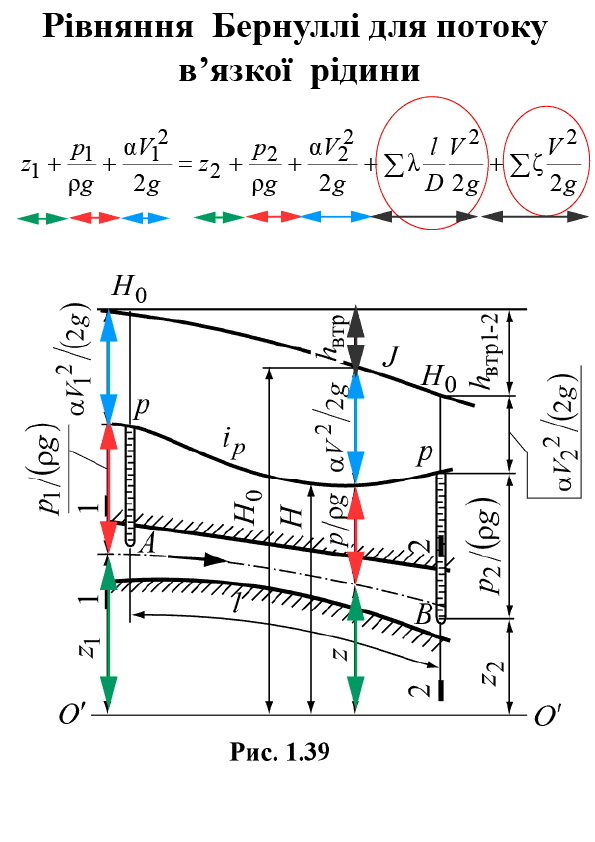 Рівняння Бернуллі для потоку
в’язкої рідини
z₁ + p₁/ρg + αV₁²/2g = z₂ + p₂/ρg + αV₂²/2g + ∑λ l/D V²/2g + ∑ζ V²/2g
H₀
αV₁²/(2g)
hвтр
J
H₀
hвтр1-2
p
iₚ
αV²/2g
p
αV₂²/(2g)
p₁/(ρg)
H₀
H
p/ρg
p₂/(ρg)
1
A
2
1
l
B
z₁
z
2
z₂
O′
O′
Рис. 1.39